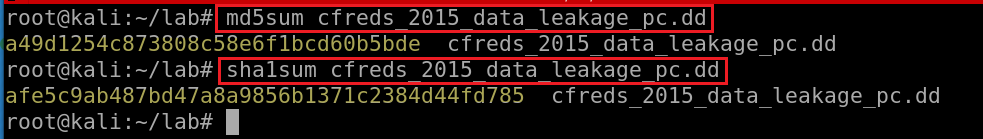 root@kali:~/lab# md5sum cfreds_2015_data_leakage_pc.dd
a49d1254c873808c58e6f1bcd60b5bde  cfreds_2015_data_leakage_pc.dd
root@kali:~/lab# sha1sum cfreds_2015_data_leakage_pc.dd
afe5c9ab487bd47a8a9856b1371c2384d44fd785  cfreds_2015_data_leakage_pc.dd
root@kali:~/lab#